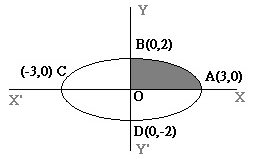 Y
B(0,2)
(-3,0) C
A(3,0)
X'
O
X
D(0,-2)
Y'